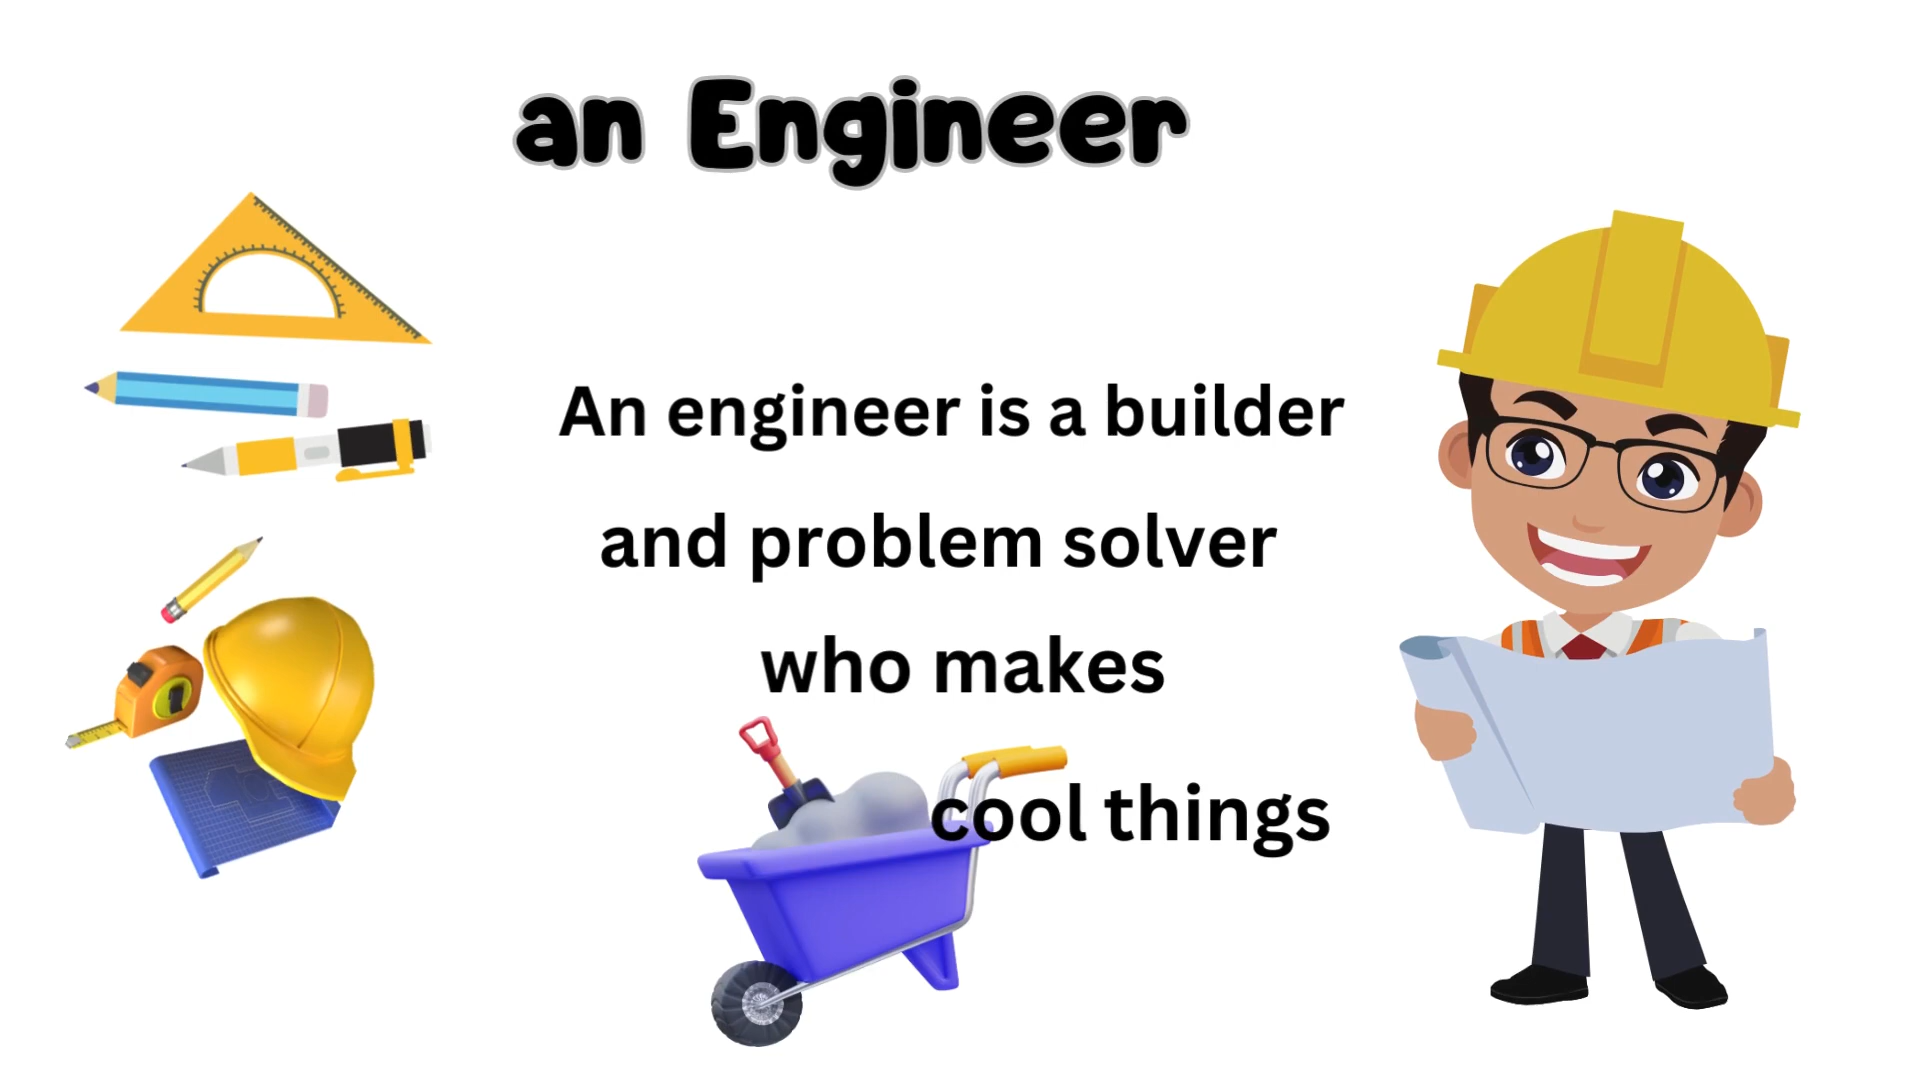 an Engineer
An engineer is a builder
and problem solver
who makes
cool things